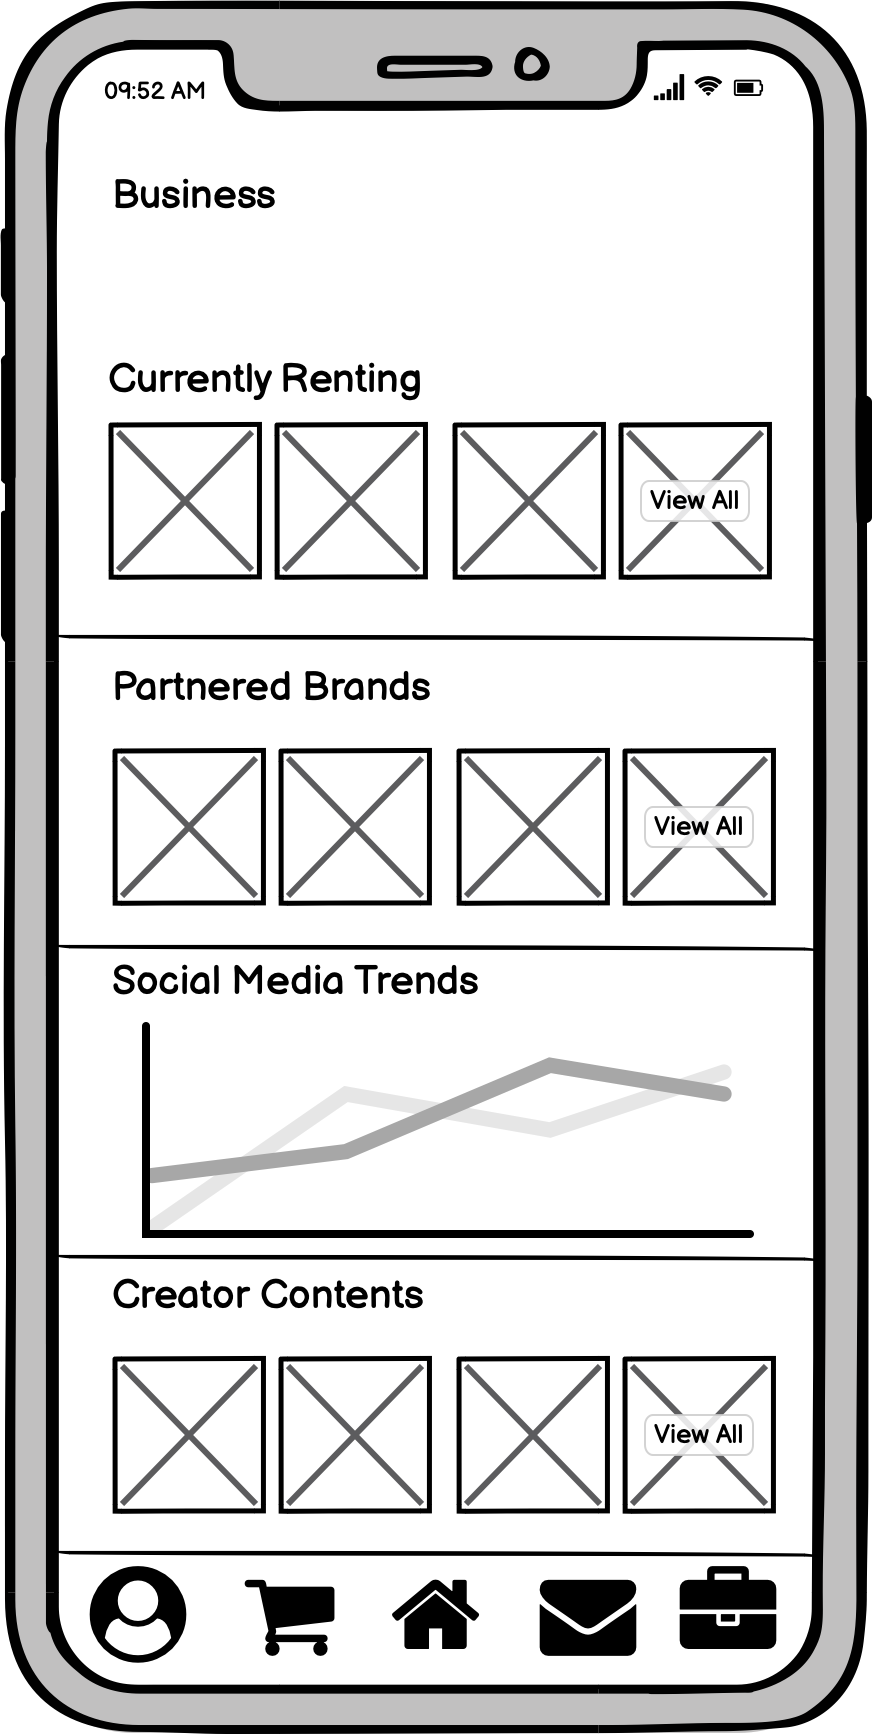 09:52 AM
Business
Currently Renting
View All
Partnered Brands
View All
Social Media Trends
Creator Contents
View All